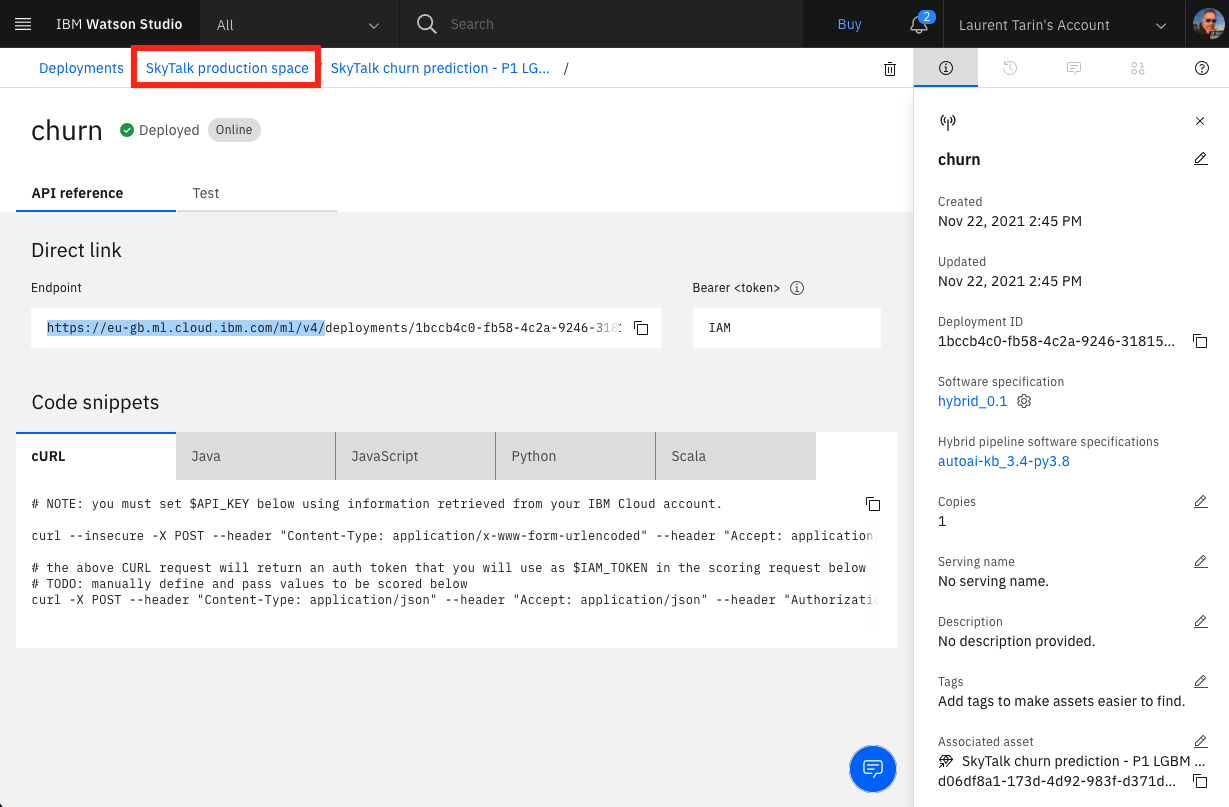 IBM Watson Studio
All
Search
Buy
2
Laurent Tarin's Account
Deployments
SkyTalk production space
/
SkyTalk churn prediction - P1 LG...
/
churn
Deployed
Online
API reference
Test
Direct link
Endpoint
Bearer <token>
https://eu-gb.ml.cloud.ibm.com/ml/v4/deployments/1bccb4c0-fb58-4c2a-9246-3181
IAM
Code snippets
cURL
Java
JavaScript
Python
Scala
# NOTE: you must set $API_KEY below using information retrieved from your IBM Cloud account.
curl --insecure -X POST --header "Content-Type: application/x-www-form-urlencoded" --header "Accept: application/
# the above CURL request will return an auth token that you will use as $IAM_TOKEN in the scoring request below
# TODO: manually define and pass values to be scored below
curl -X POST --header "Content-Type: application/json" --header "Accept: application/json" --header "Authorizatio
churn
Created
Nov 22, 2021 2:45 PM
Updated
Nov 22, 2021 2:45 PM
Deployment ID
1bccb4c0-fb58-4c2a-9246-31815...
Software specification
hybrid_0.1
Hybrid pipeline software specifications
autoai-kb_3.4-py3.8
Copies
1
Serving name
No serving name.
Description
No description provided.
Tags
Add tags to make assets easier to find.
Associated asset
SkyTalk churn prediction - P1 LGBM ...
d06df8a1-173d-4d92-983f-d371d...